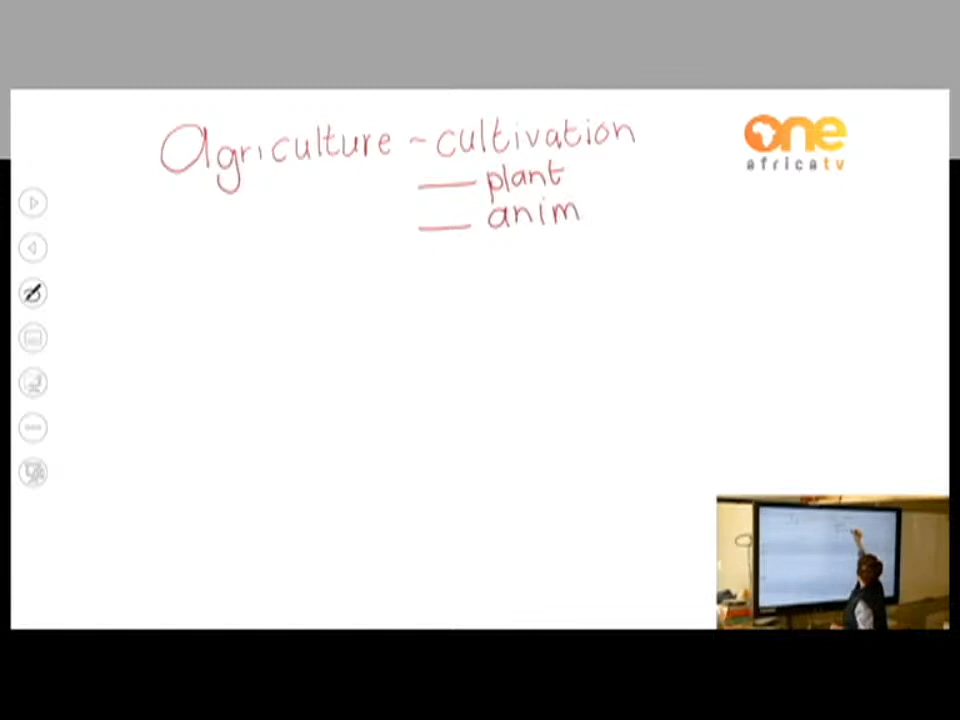 Agriculture - cultivation
plant
anim
one
africa tv